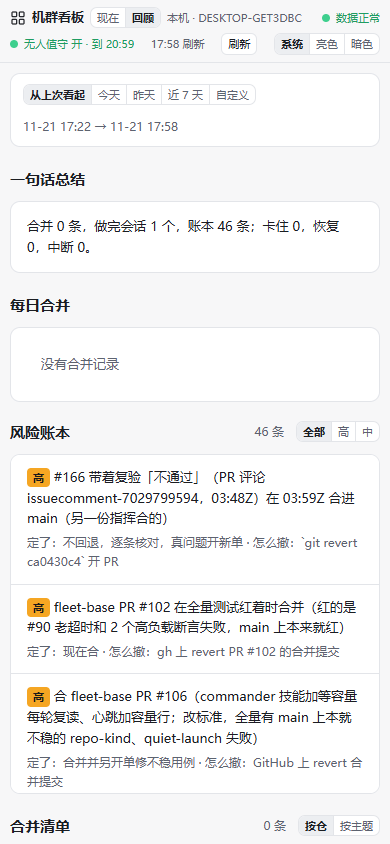 机群看板 现在 回顾 本机 · DESKTOP-GET3DBC 数据正常
无人值守 开 · 到 20:59 17:58 刷新 刷新 系统 亮色 暗色
从上次看起 今天 昨天 近 7 天 自定义
11-21 17:22 → 11-21 17:58
一句话总结
合并 0 条，做完会话 1 个，账本 46 条；卡住 0，恢复
0，中断 0。
每日合并
没有合并记录
风险账本 46 条 全部 高 中
高 #166 带着复验「不通过」（PR 评论
issuecomment-7029799594，03:48Z）在 03:59Z 合进
main（另一份指挥合的）
定了：不回退，逐条核对，真问题开新单 · 怎么撤：`git revert
ca0430c4` 开 PR
高 fleet-base PR #102 在全量测试红着时合并（红的是
#90 老超时和 2 个高负载断言失败，main 上本来就红）
定了：现在合 · 怎么撤：gh 上 revert PR #102 的合并提交
高 合 fleet-base PR #106（commander 技能加等容量
每轮复读、心跳加容量行；改标准，全量有 main 上本就
不稳的 repo-kind、quiet-launch 失败）
定了：合并并另开单修不稳用例 · 怎么撤：GitHub 上 revert 合
并提交
合并清单 0 条 按仓 按主题